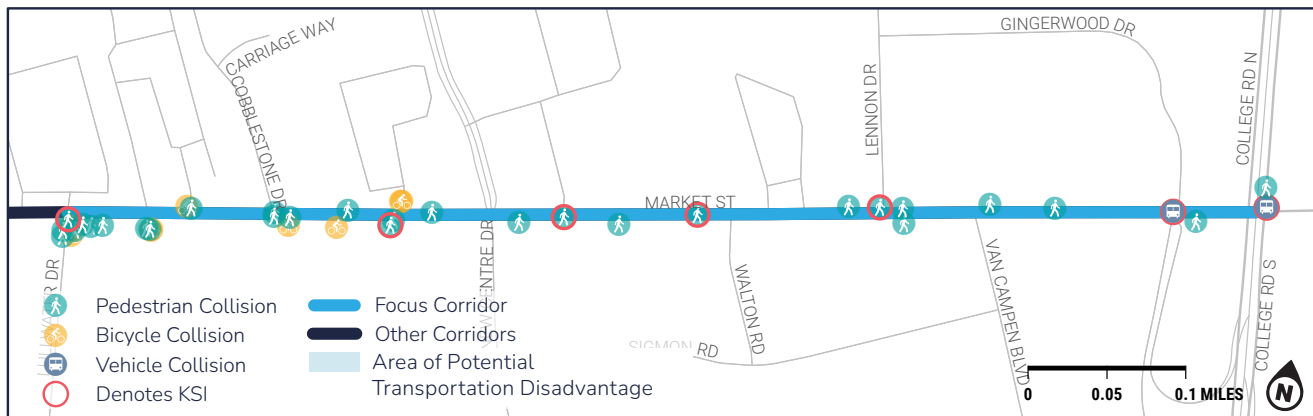 GINGERWOOD DR
CARRIAGE WAY
COBBLESTONE DR
LENNON DR
COLLEGE RD N
MARKET ST
DR
WALTON RD
VAN CAMPEN BLVD
COLLEGE RD S
SIGMON RD
Pedestrian Collision
Bicycle Collision
Vehicle Collision
Denotes KSI
Focus Corridor
Other Corridors
Area of Potential
Transportation Disadvantage
0 0.05 0.1 MILES
N